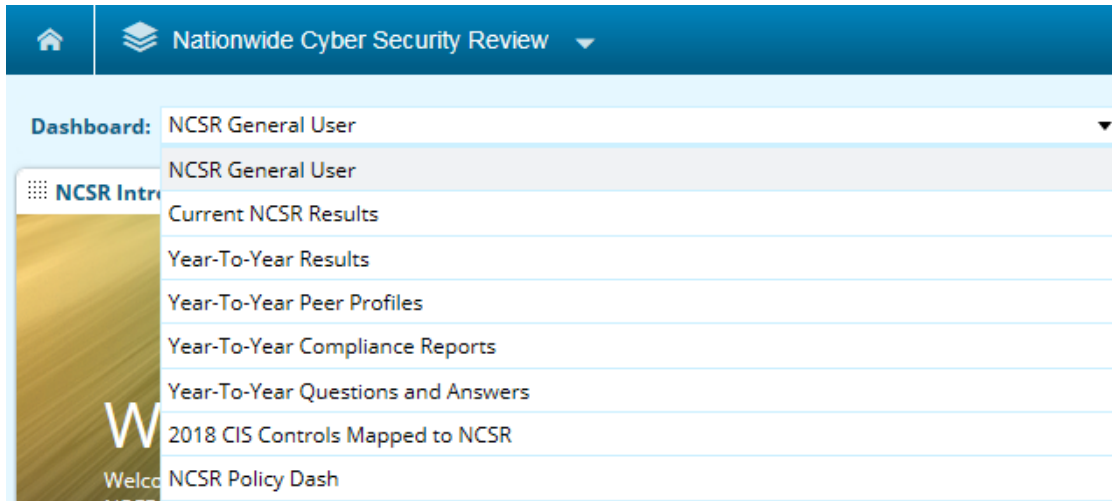 Nationwide Cyber Security Review
Dashboard: NCSR General User
NCSR General User
NCSR Intr
Current NCSR Results
Year-To-Year Results
Year-To-Year Peer Profiles
Year-To-Year Compliance Reports
Year-To-Year Questions and Answers
W
2018 CIS Controls Mapped to NCSR
Welc
NCSR Policy Dash